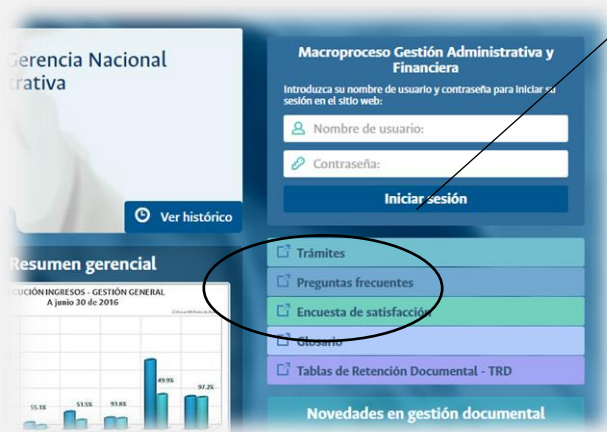 Gerencia Nacional
Macroproceso Gestión Administrativa y
Financiera
Introduzca su nombre de usuario y contraseña para iniciar su
sesión en el sitio web:
Nombre de usuario:
Contraseña:
Iniciar sesión
Ver histórico
Trámites
Preguntas frecuentes
Encuesta de satisfacción
Glosario
Tablas de Retención Documental - TRD
Novedades en gestión documental
Resumen gerencial
INGRESOS - GESTIÓN GENERAL
A junio 30 de 2016
55.1% 51.5% 93.8% 49.9% 97.2%